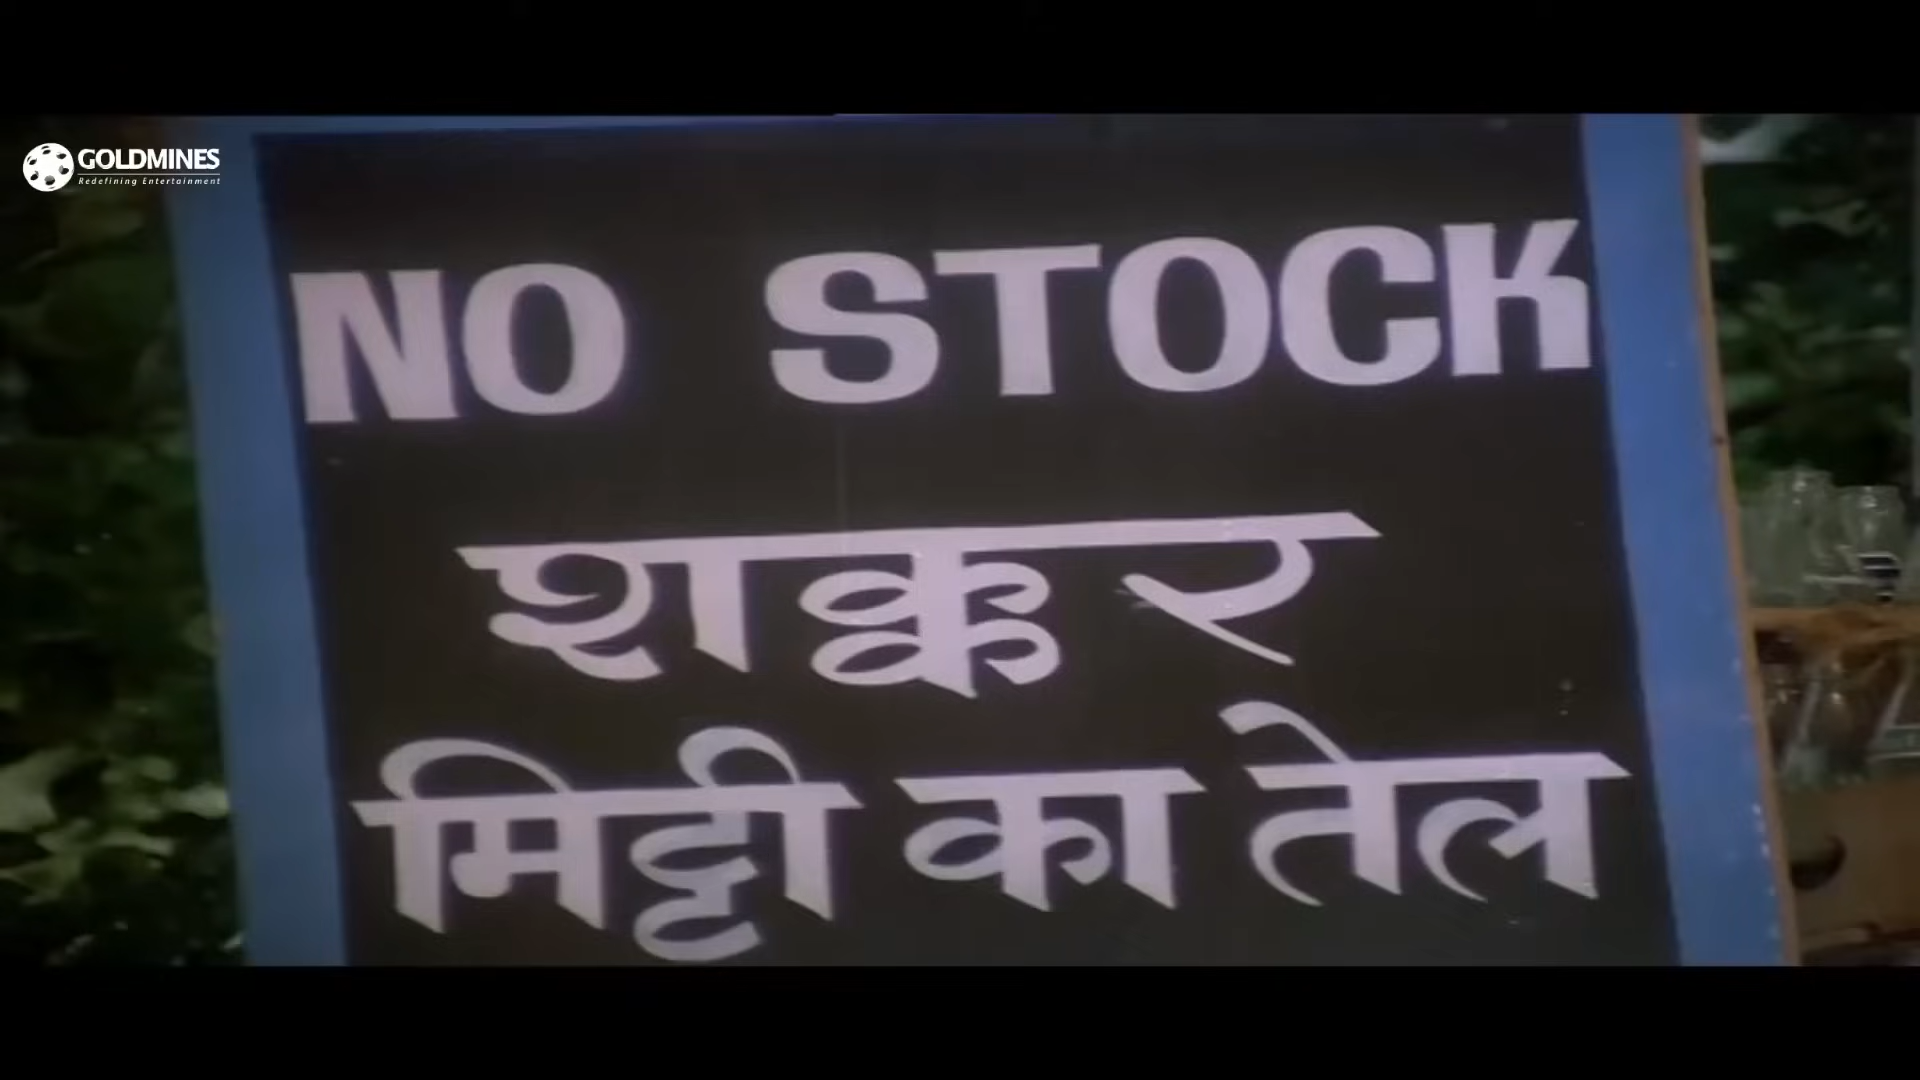 GOLDMINES
Redefining Entertainment
NO STOCK
शक्कर
मिट्टी का तेल